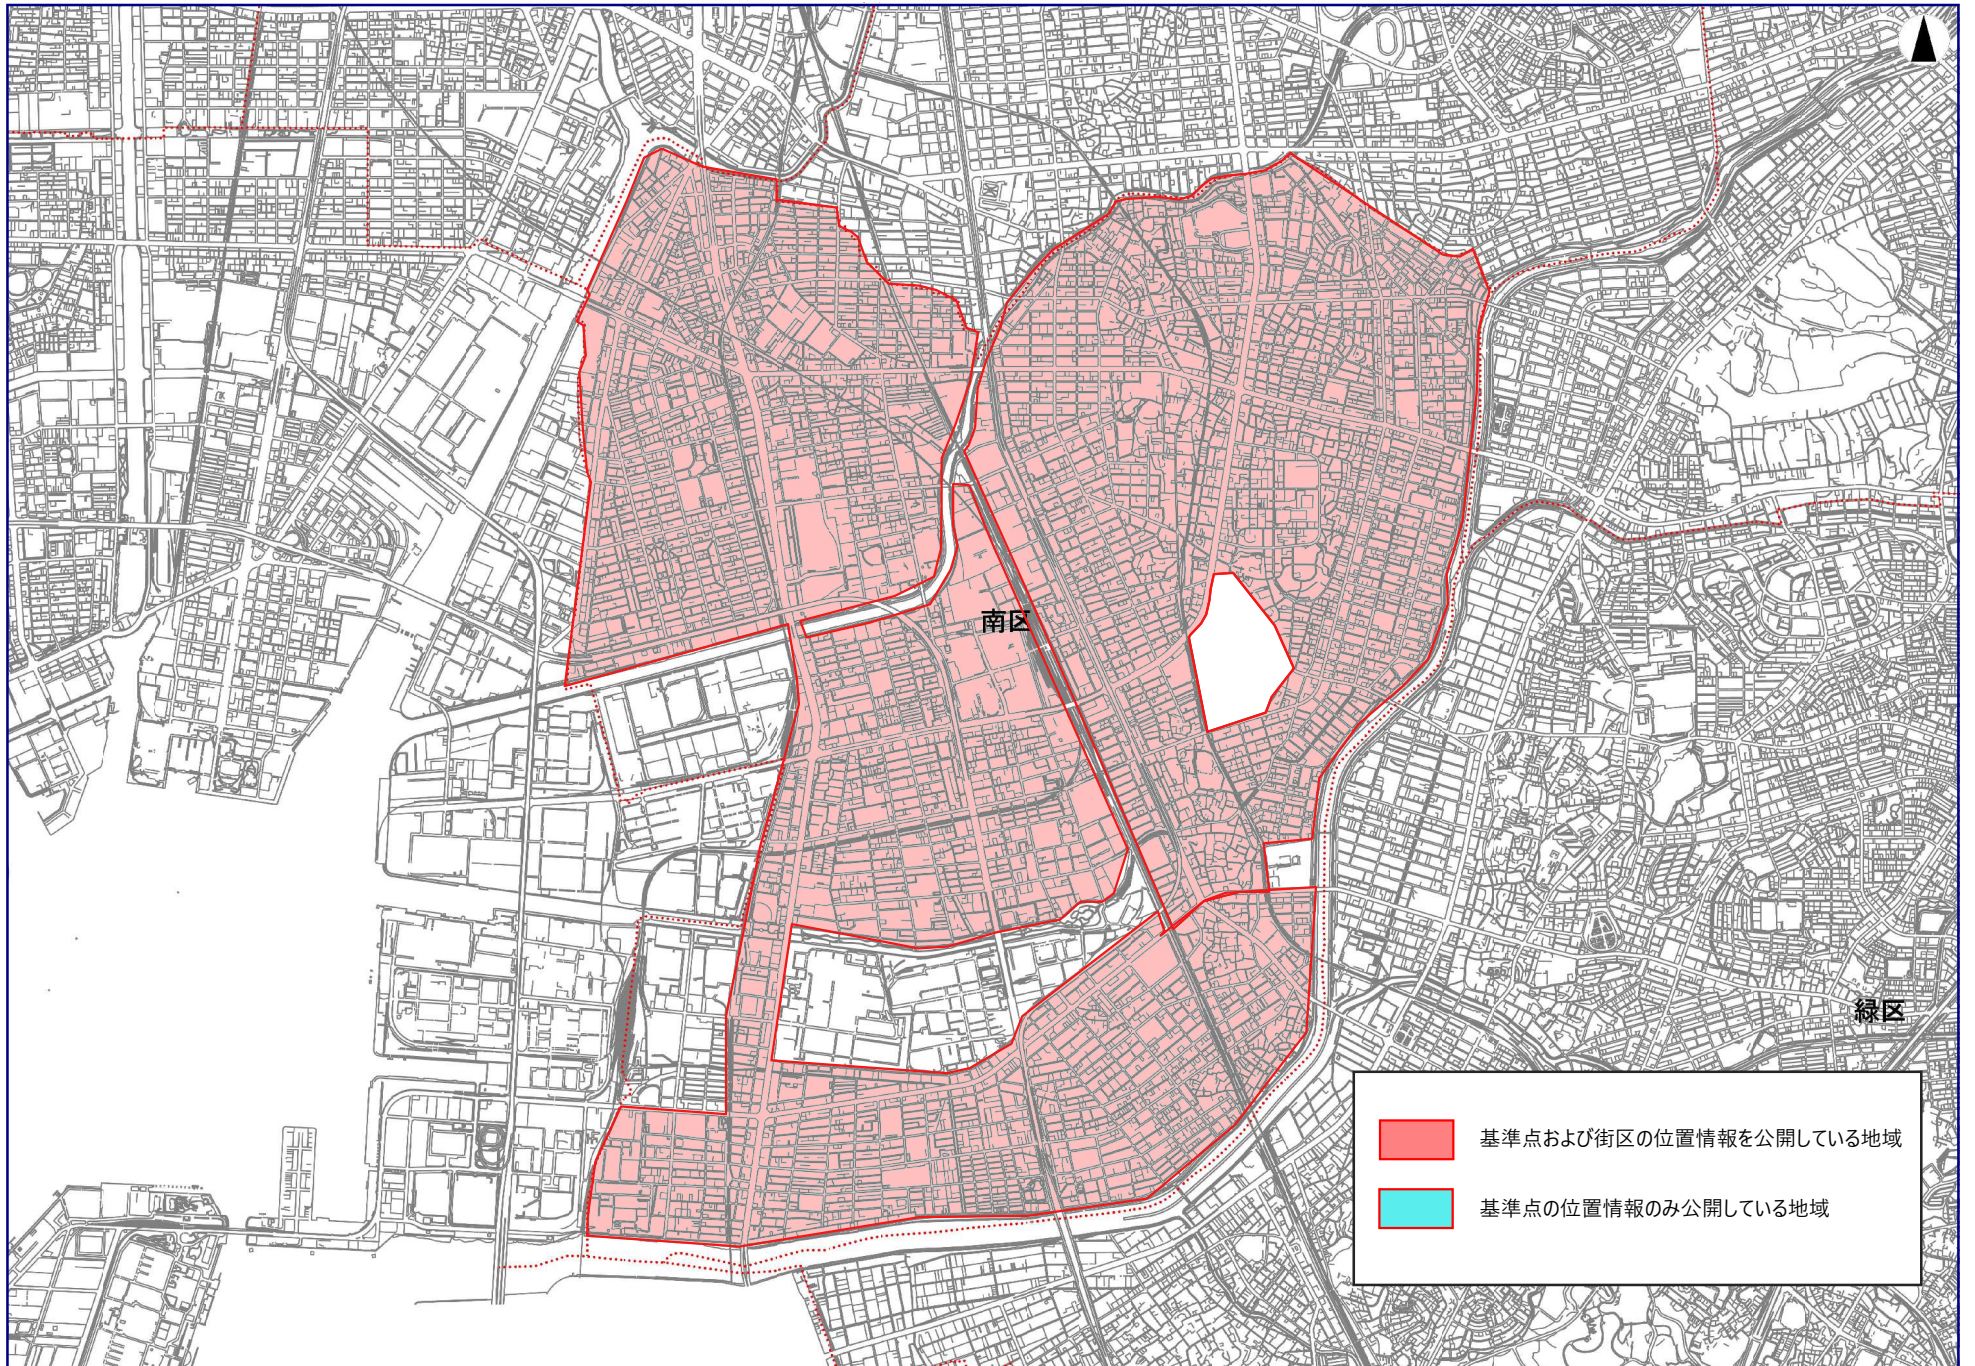 南区
緑区
基準点および街区の位置情報を公開している地域
基準点の位置情報のみ公開している地域